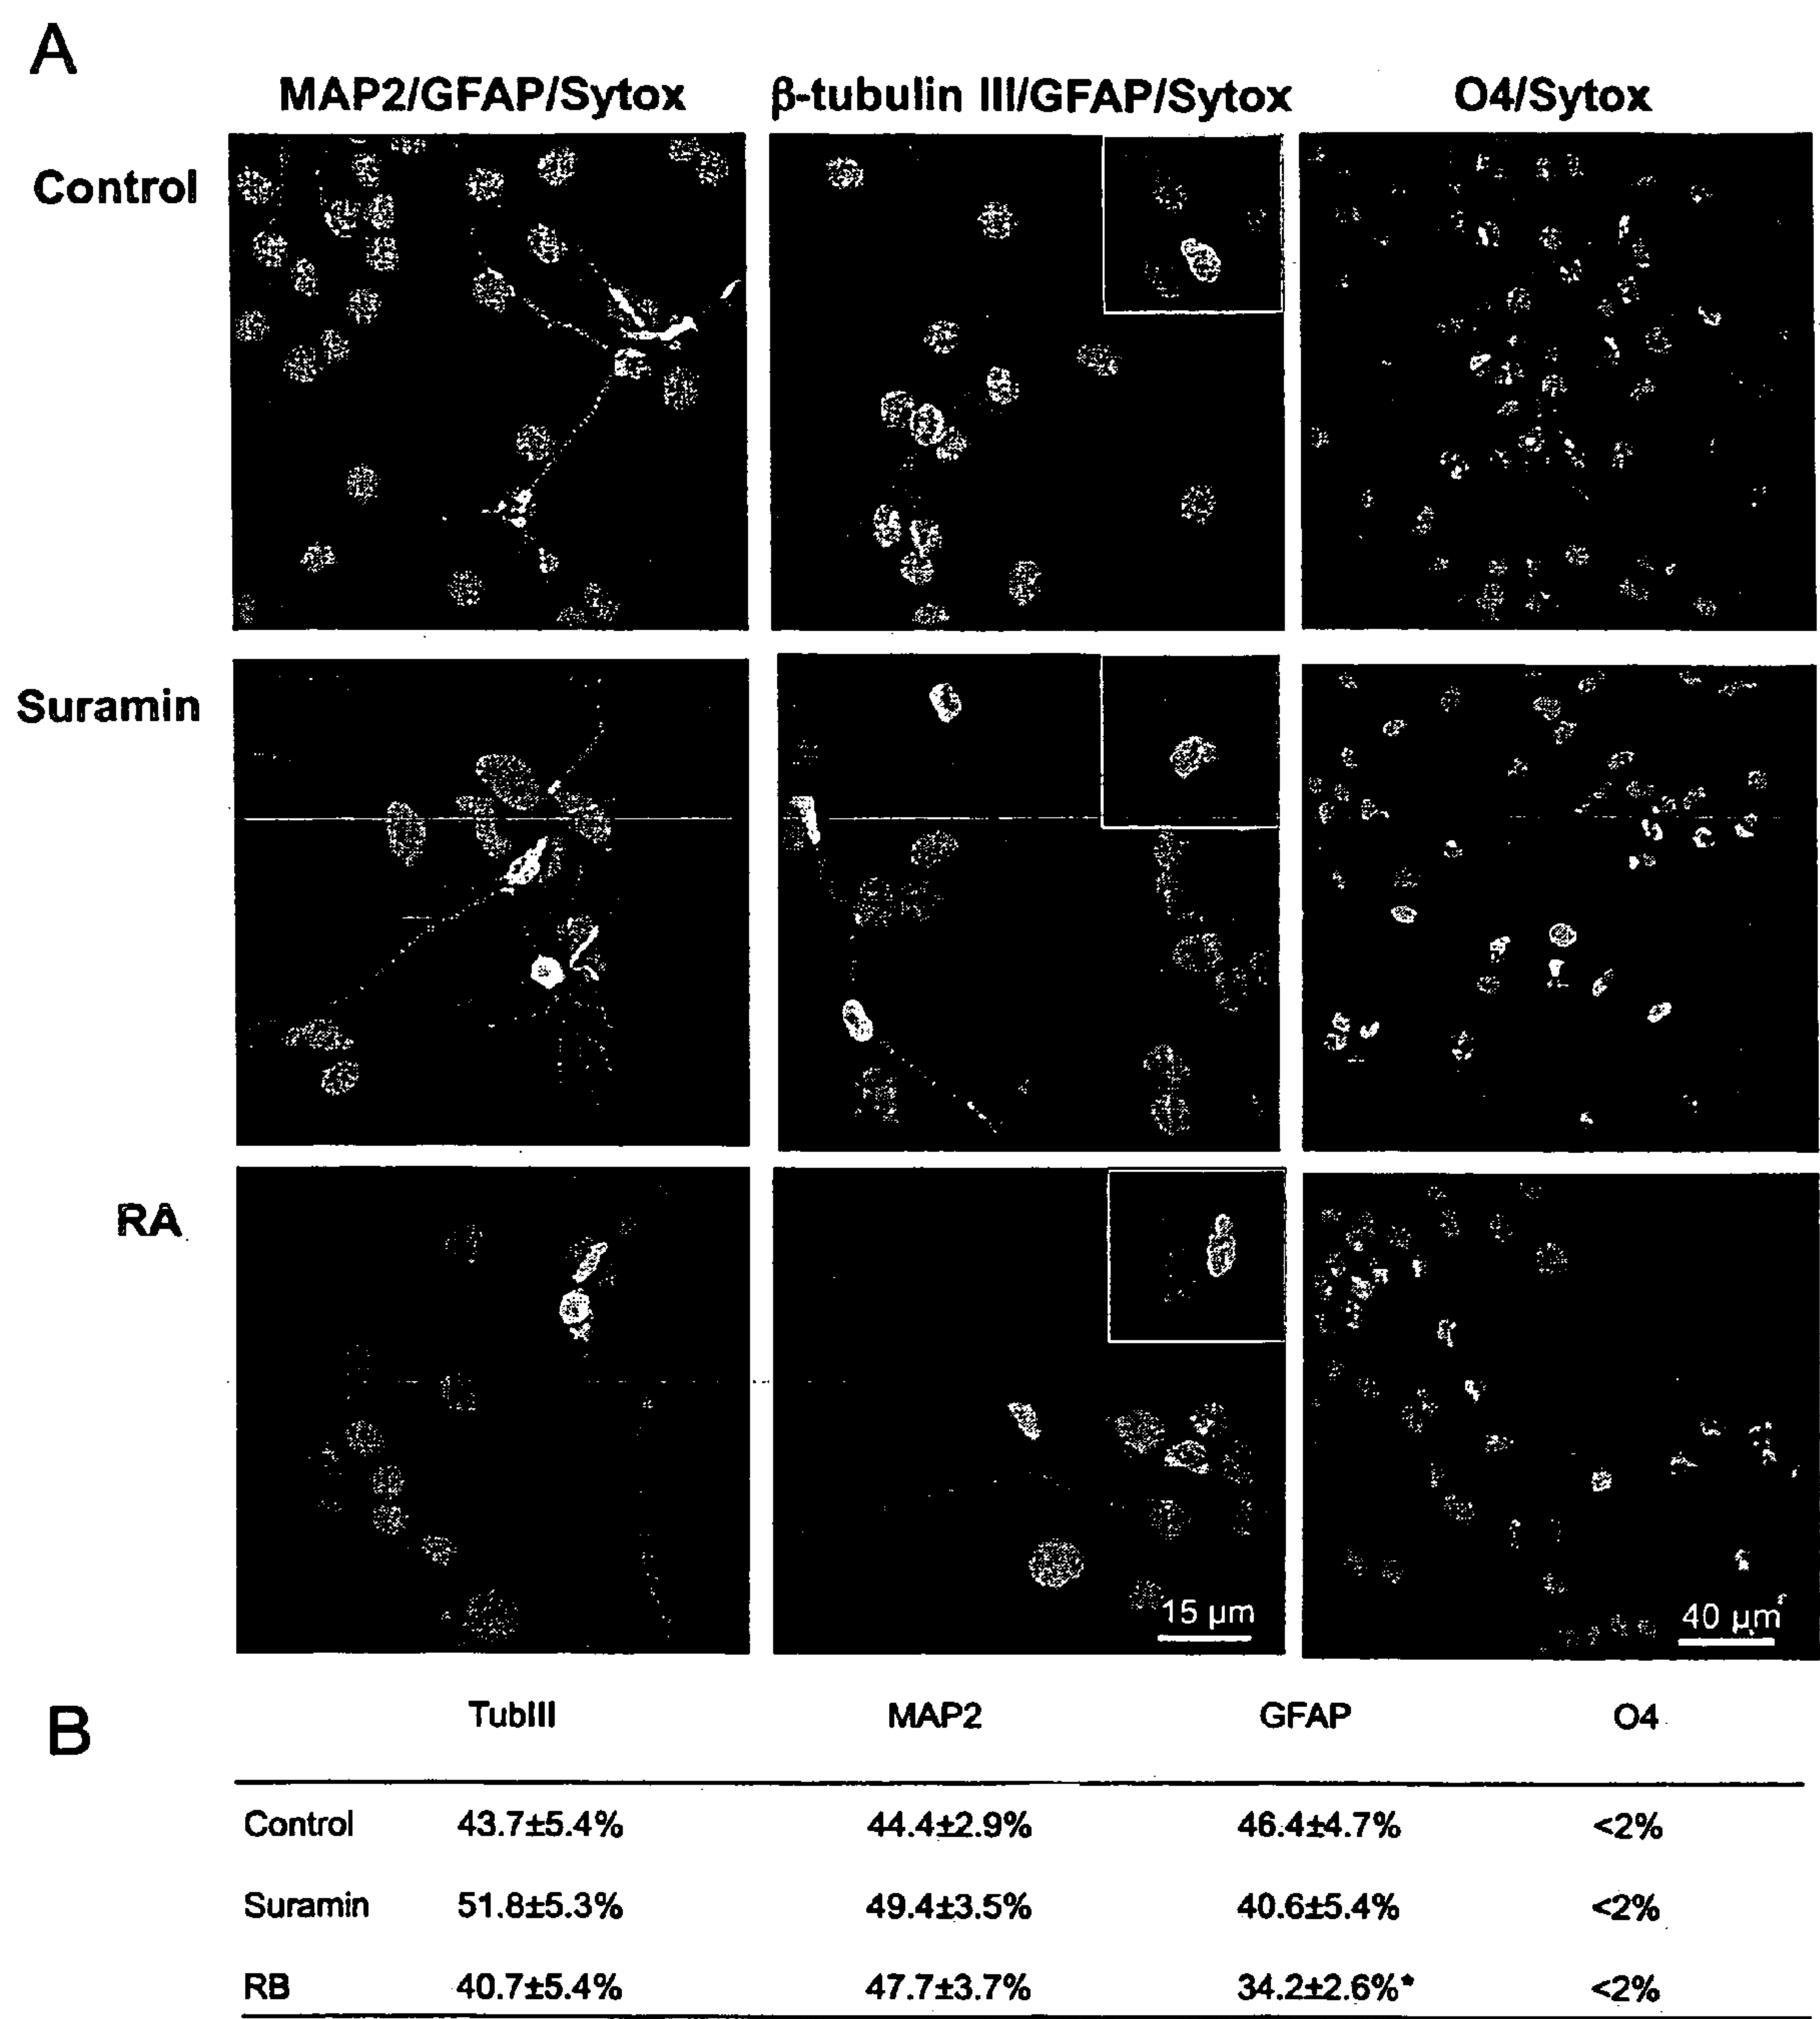 A
MAP2/GFAP/Sytox β-tubulin III/GFAP/Sytox O4/Sytox
Control
Suramin
RA
15 µm 40 µm
B TubIII MAP2 GFAP O4
Control 43.7±5.4% 44.4±2.9% 46.4±4.7% <2%
Suramin 51.8±5.3% 49.4±3.5% 40.6±5.4% <2%
RB 40.7±5.4% 47.7±3.7% 34.2±2.6%* <2%